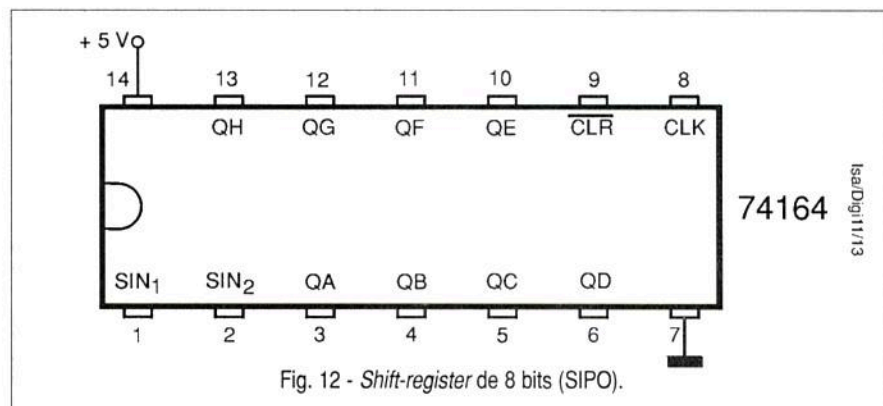 + 5 V
14 13 12 11 10 9 8
QH QG QF QE CLR CLK
74164
Isa/Digi11/13
SIN1 SIN2 QA QB QC QD
1 2 3 4 5 6 7
Fig. 12 - Shift-register de 8 bits (SIPO).